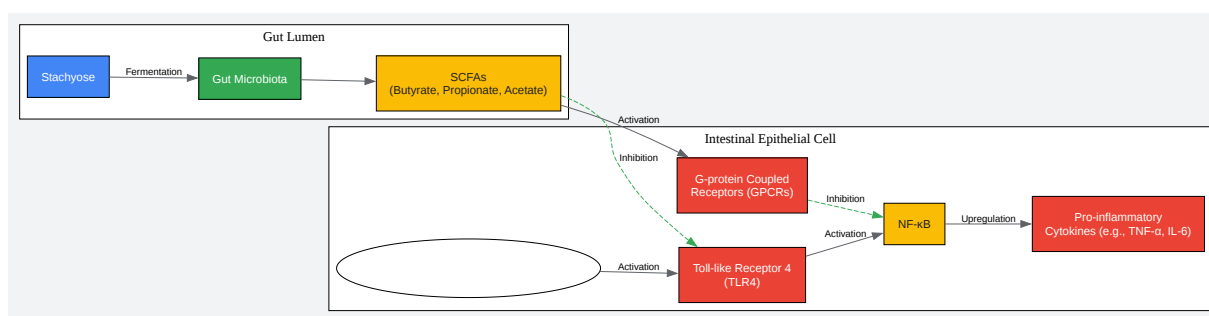 Gut Lumen
Stachyose
Fermentation
Gut Microbiota
SCFAs
(Butyrate, Propionate, Acetate)
Activation
Inhibition
Intestinal Epithelial Cell
G-protein Coupled
Receptors (GPCRs)
Inhibition
NF-κB
Upregulation
Pro-inflammatory
Cytokines (e.g., TNF-α, IL-6)
Activation
Activation
Toll-like Receptor 4
(TLR4)